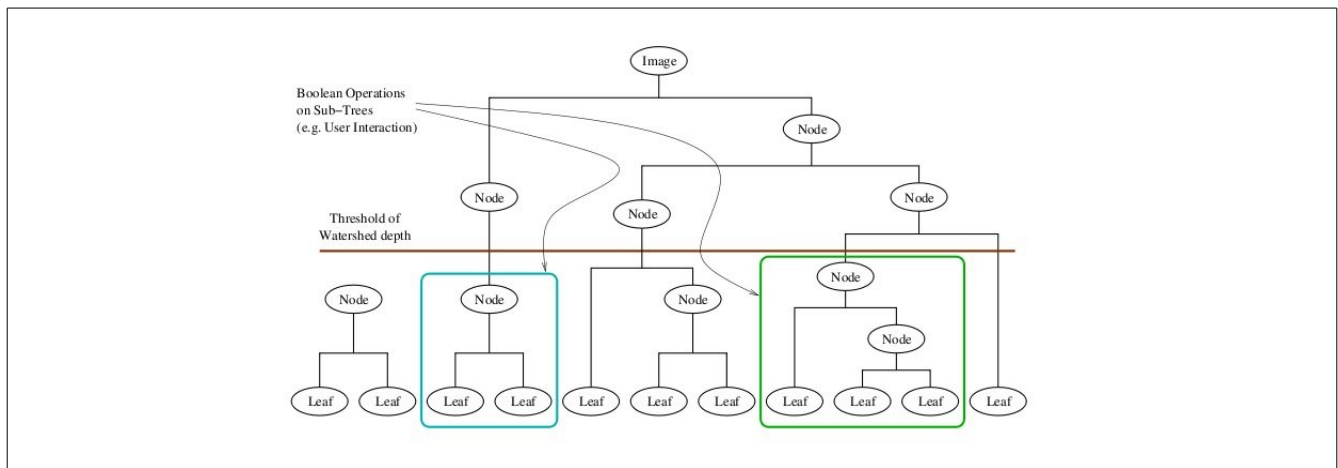 Image
Boolean Operations
on Sub-Trees
(e.g. User Interaction)
Node
Node
Node
Node
Threshold of
Watershed depth
Node
Node
Node
Node
Node
Leaf
Leaf
Leaf
Leaf
Leaf
Leaf
Leaf
Leaf
Leaf
Leaf
Leaf